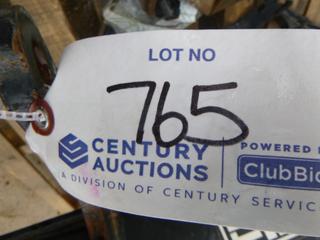 LOT NO
765
CENTURY AUCTIONS
POWERED
ClubBid
A DIVISION OF CENTURY SERVIC